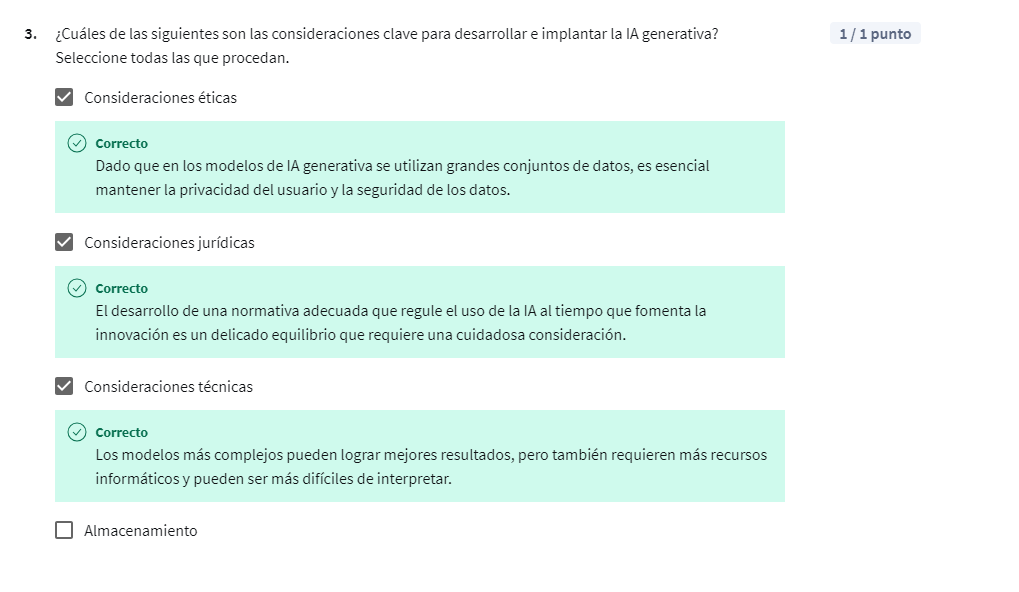 3. ¿Cuáles de las siguientes son las consideraciones clave para desarrollar e implantar la IA generativa?
1 / 1 punto
Seleccione todas las que procedan.
Consideraciones éticas
Correcto
Dado que en los modelos de IA generativa se utilizan grandes conjuntos de datos, es esencial
mantener la privacidad del usuario y la seguridad de los datos.
Consideraciones jurídicas
Correcto
El desarrollo de una normativa adecuada que regule el uso de la IA al tiempo que fomenta la
innovación es un delicado equilibrio que requiere una cuidadosa consideración.
Consideraciones técnicas
Correcto
Los modelos más complejos pueden lograr mejores resultados, pero también requieren más recursos
informáticos y pueden ser más difíciles de interpretar.
Almacenamiento